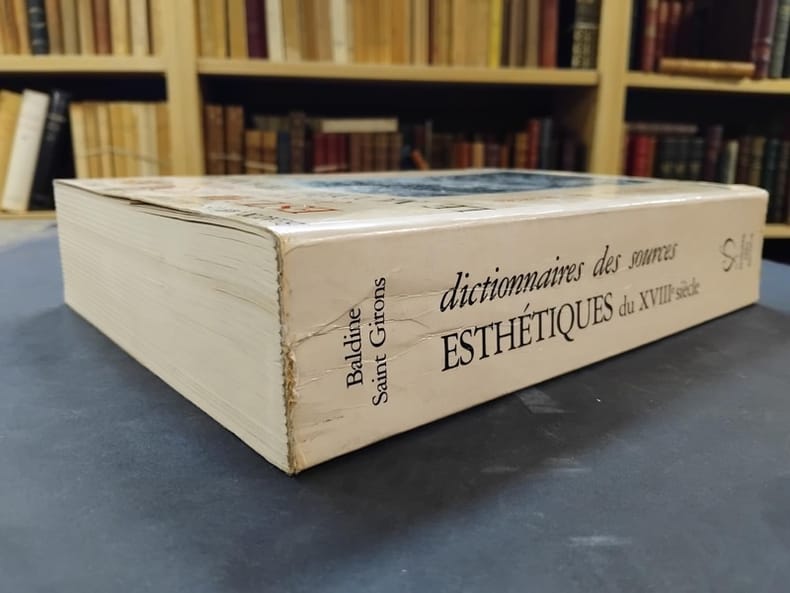 Baldine
Saint Girons
dictionnaires des sources
ESTHÉTIQUES du XVIIIᵉ siècle